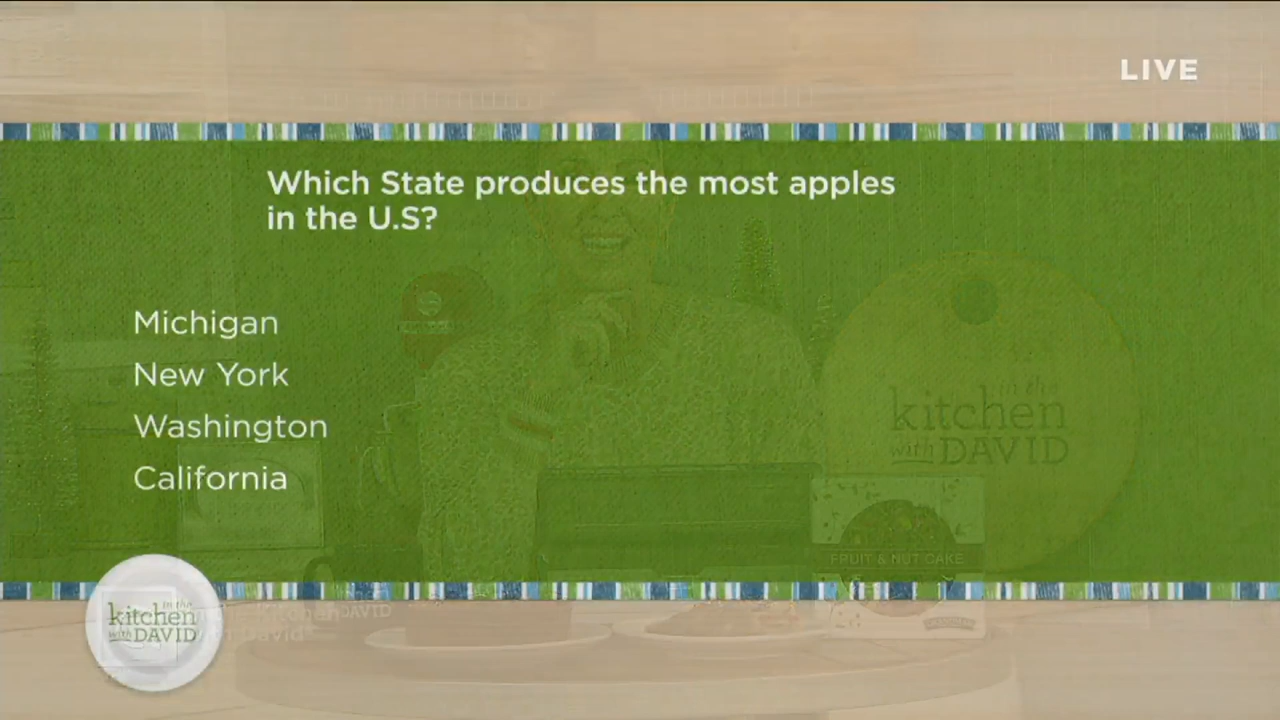 LIVE
Which State produces the most apples
in the U.S?
Michigan
New York
Washington
California
in the
kitchen
with DAVID
FRUIT & NUT CAKE
in the
kitchen
with DAVID